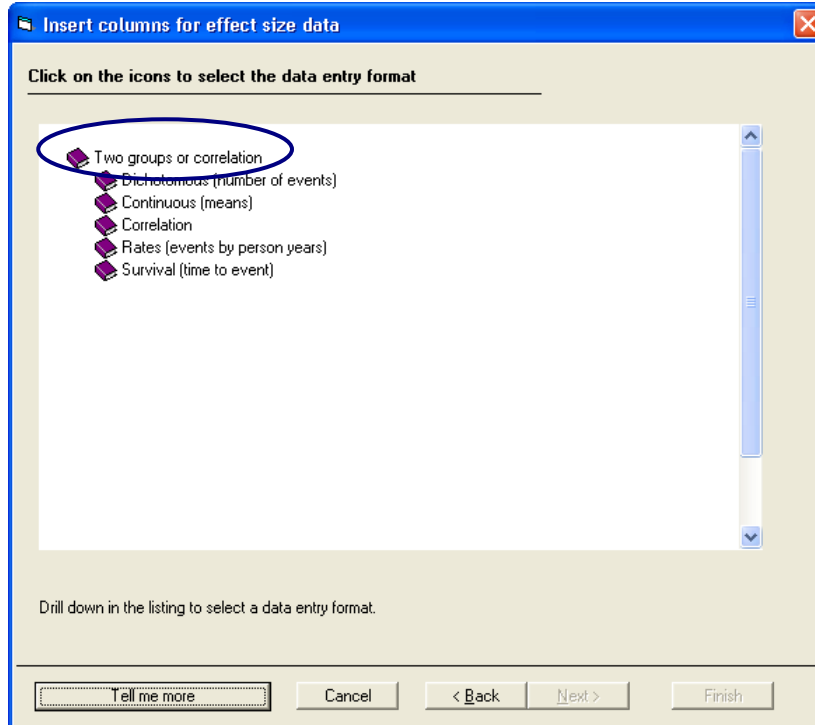 Insert columns for effect size data
Click on the icons to select the data entry format
Two groups or correlation
Dichotomous (number of events)
Continuous (means)
Correlation
Rates (events by person years)
Survival (time to event)
Drill down in the listing to select a data entry format.
Tell me more Cancel < Back Next > Finish